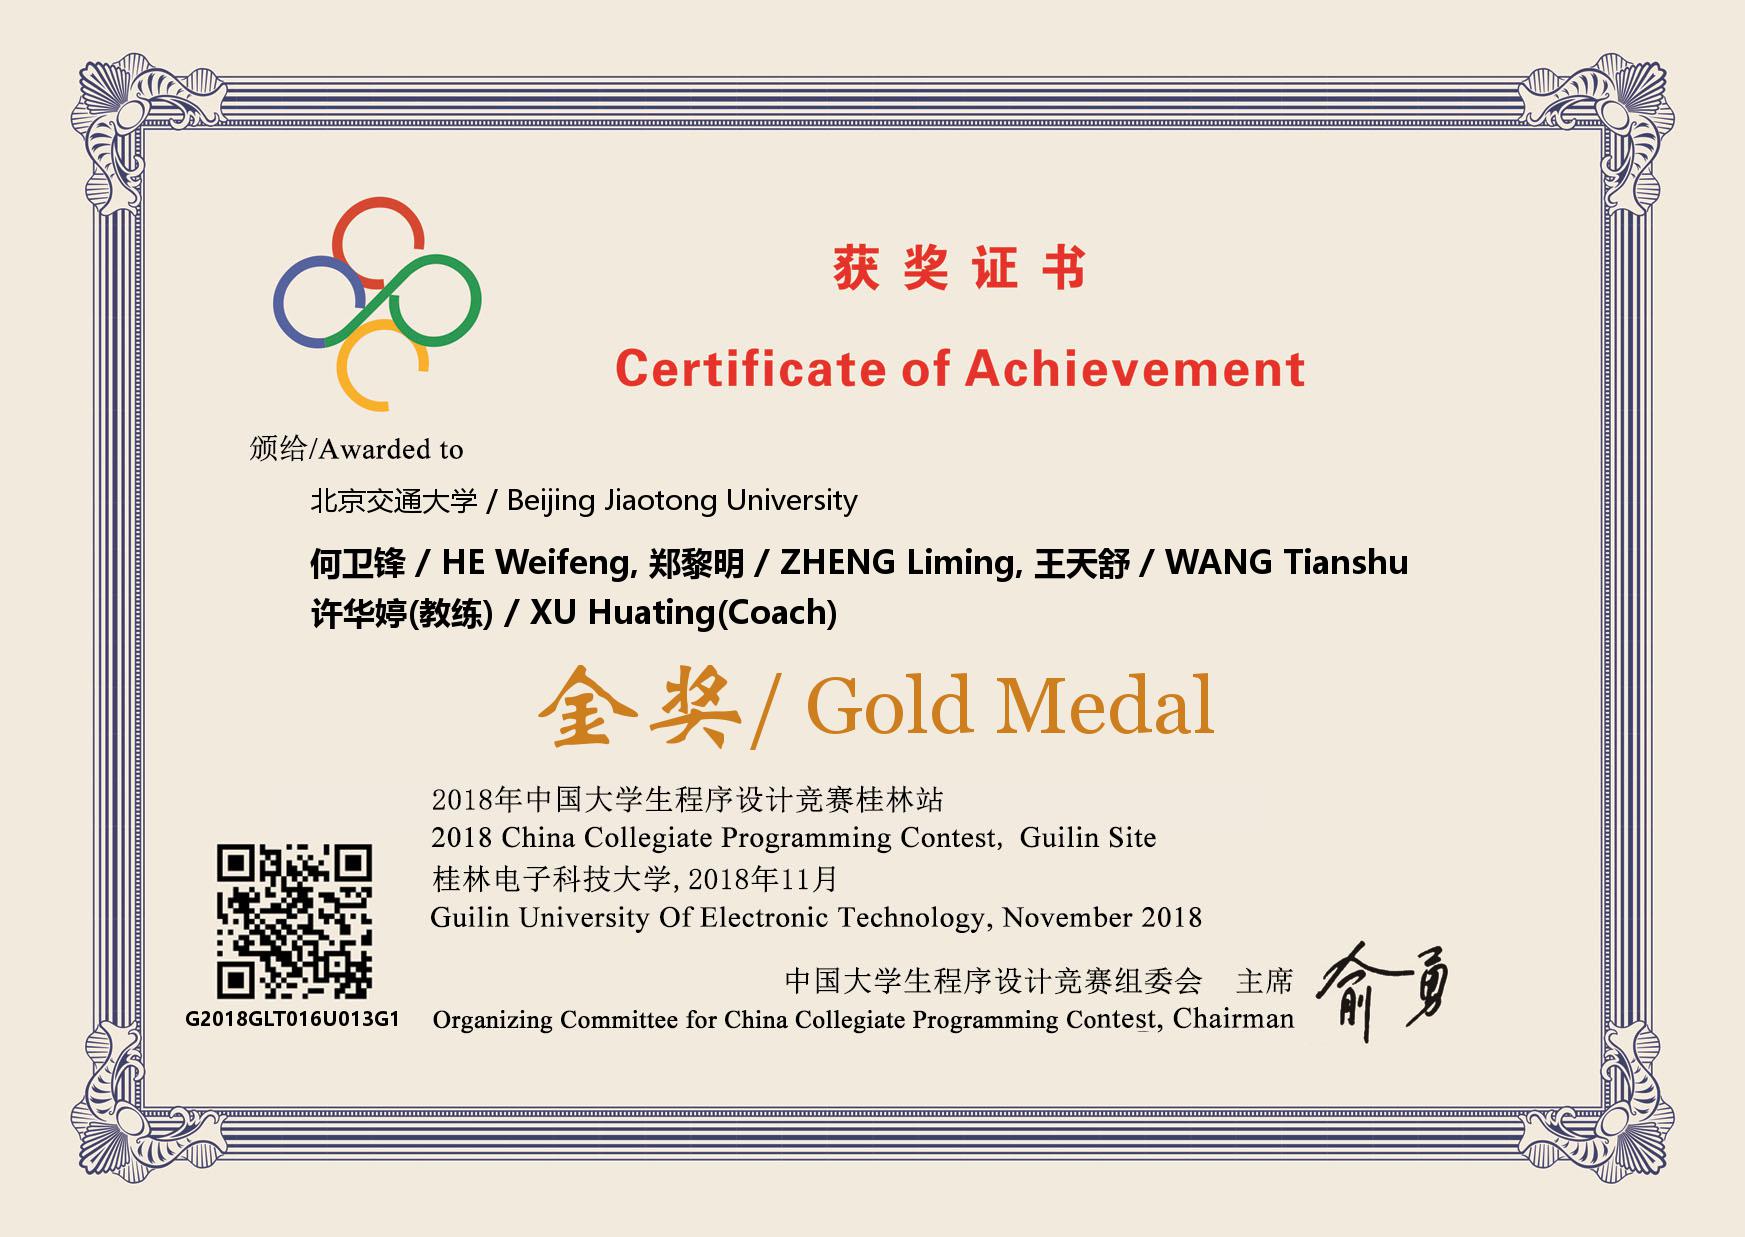 获奖证书
Certificate of Achievement
颁给/Awarded to
北京交通大学 / Beijing Jiaotong University
何卫锋 / HE Weifeng, 郑黎明 / ZHENG Liming, 王天舒 / WANG Tianshu
许华婷(教练) / XU Huating(Coach)
金奖/ Gold Medal
2018年中国大学生程序设计竞赛桂林站
2018 China Collegiate Programming Contest, Guilin Site
桂林电子科技大学, 2018年11月
Guilin University Of Electronic Technology, November 2018
中国大学生程序设计竞赛组委会 主席 俞勇
G2018GLT016U013G1
Organizing Committee for China Collegiate Programming Contest, Chairman